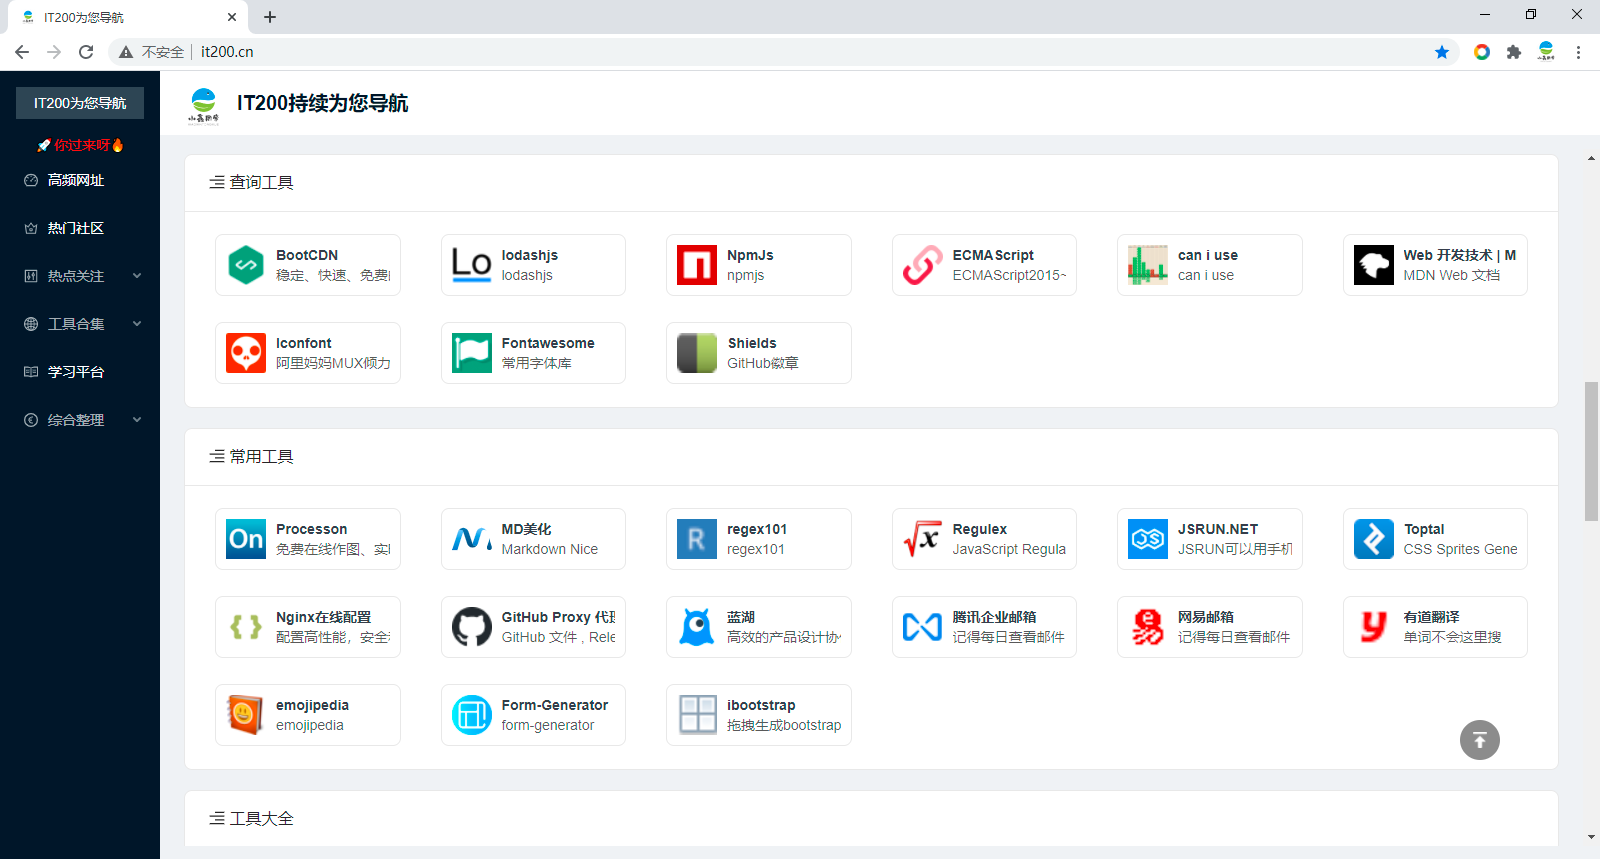 IT200为您导航
不安全
it200.cn
IT200为您导航
🚀 你过来呀🔥
高频网址
热门社区
热点关注
工具合集
学习平台
综合整理
IT200持续为您导航
查询工具
BootCDN
稳定、快速、免费
lodashjs
lodashjs
NpmJs
npmjs
ECMAScript
ECMAScript2015~
can i use
can i use
Web 开发技术 | M
MDN Web 文档
Iconfont
阿里妈妈MUX倾力
Fontawesome
常用字体库
Shields
GitHub徽章
常用工具
On
Processon
免费在线作图、实
MD美化
Markdown Nice
R
regex101
regex101
Regulex
JavaScript Regula
JS
JSRUN.NET
JSRUN可以用手机
Toptal
CSS Sprites Gene
Nginx在线配置
配置高性能，安全
GitHub Proxy 代理
GitHub 文件 , Rele
蓝湖
高效的产品设计协
腾讯企业邮箱
记得每日查看邮件
网易邮箱
记得每日查看邮件
y
有道翻译
单词不会这里搜
emojipedia
emojipedia
Form-Generator
form-generator
ibootstrap
拖拽生成bootstrap
工具大全